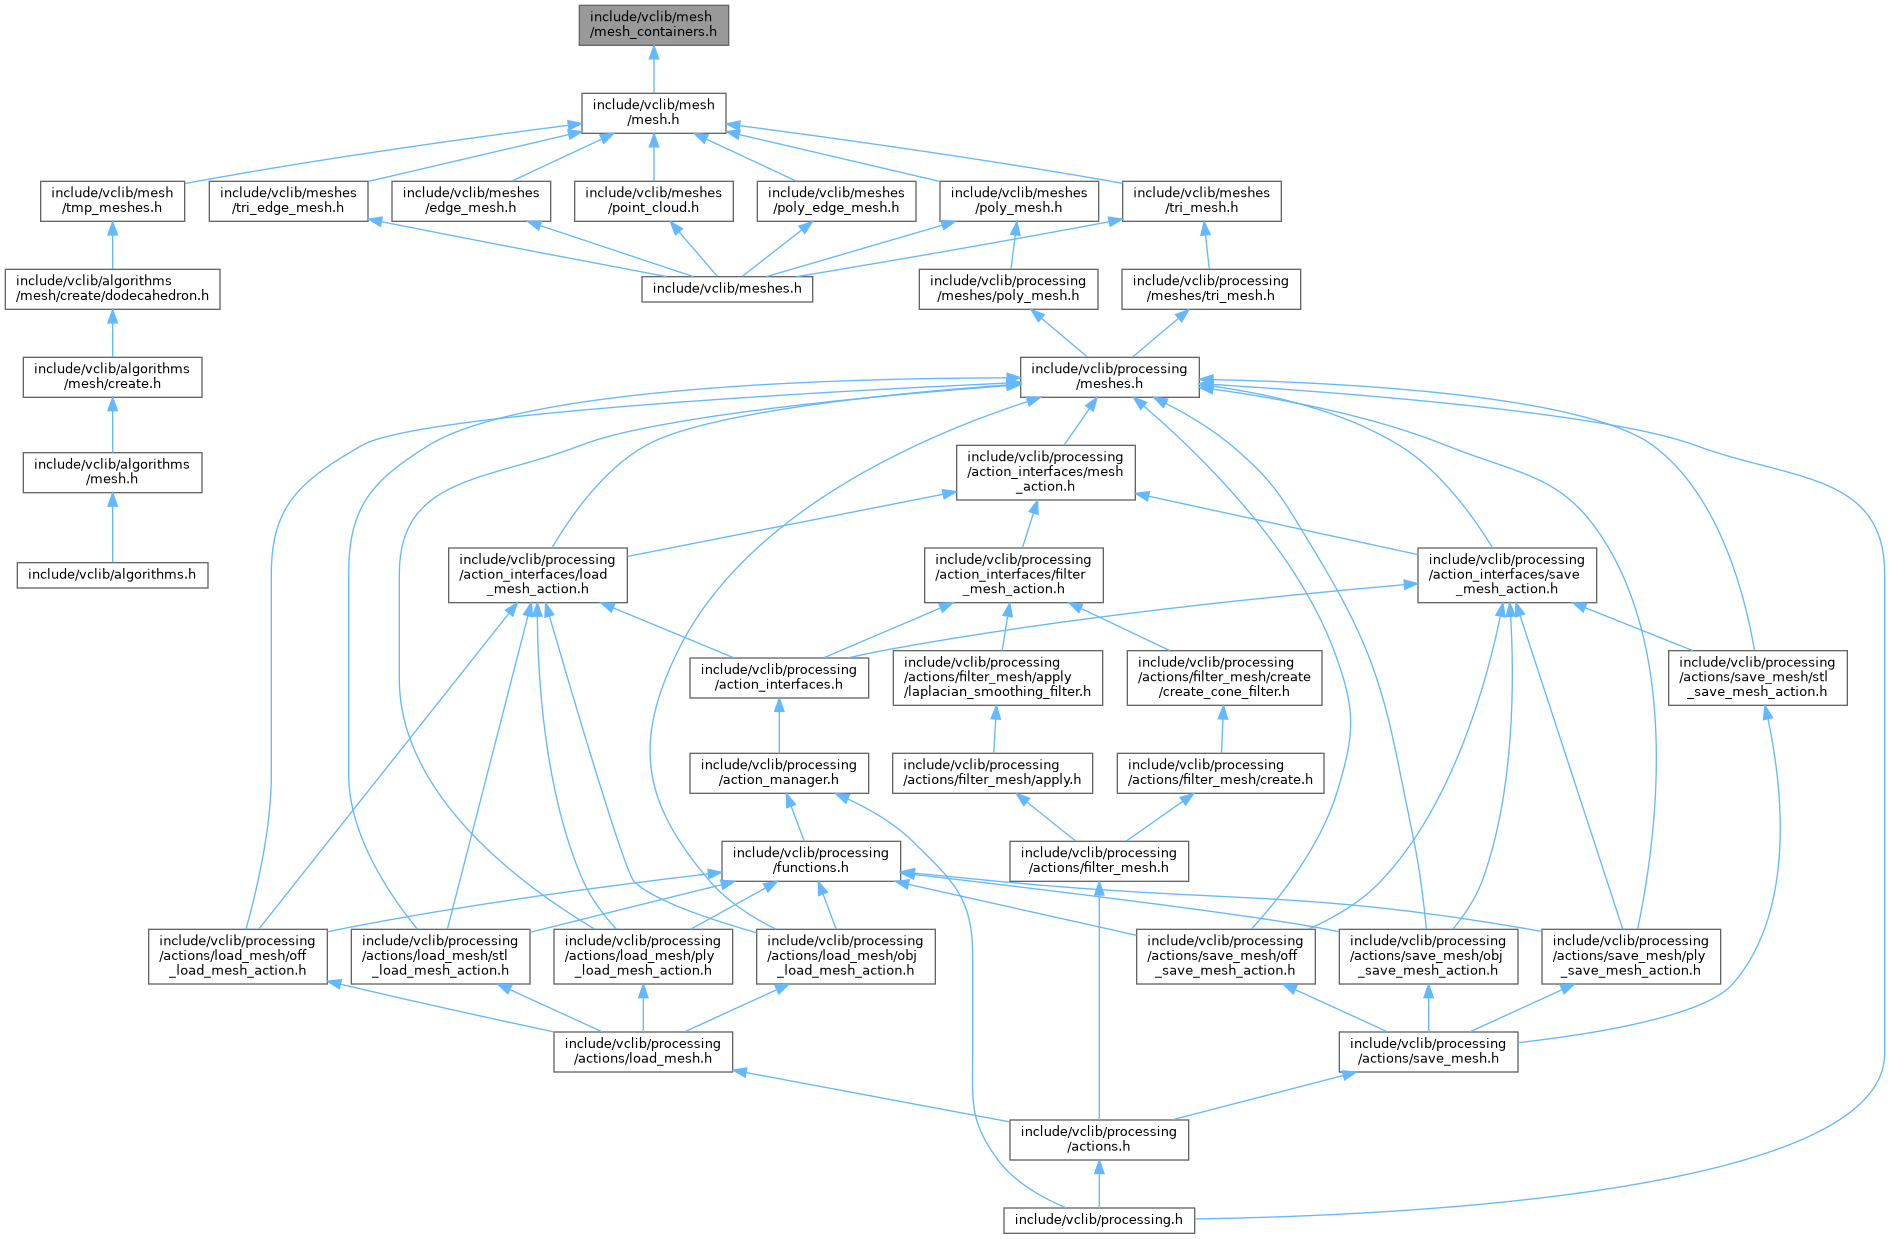 include/vclib/mesh
/mesh_containers.h
include/vclib/mesh
/mesh.h
include/vclib/mesh
/tmp_meshes.h
include/vclib/meshes
/tri_edge_mesh.h
include/vclib/meshes
/edge_mesh.h
include/vclib/meshes
/point_cloud.h
include/vclib/meshes
/poly_edge_mesh.h
include/vclib/meshes
/poly_mesh.h
include/vclib/meshes
/tri_mesh.h
include/vclib/algorithms
/mesh/create/dodecahedron.h
include/vclib/meshes.h
include/vclib/processing
/meshes/poly_mesh.h
include/vclib/processing
/meshes/tri_mesh.h
include/vclib/algorithms
/mesh/create.h
include/vclib/processing
/meshes.h
include/vclib/algorithms
/mesh.h
include/vclib/processing
/action_interfaces/mesh
_action.h
include/vclib/algorithms.h
include/vclib/processing
/action_interfaces/load
_mesh_action.h
include/vclib/processing
/action_interfaces/filter
_mesh_action.h
include/vclib/processing
/action_interfaces/save
_mesh_action.h
include/vclib/processing
/action_interfaces.h
include/vclib/processing
/actions/filter_mesh/apply
/laplacian_smoothing_filter.h
include/vclib/processing
/actions/filter_mesh/create
/create_cone_filter.h
include/vclib/processing
/actions/save_mesh/stl
_save_mesh_action.h
include/vclib/processing
/action_manager.h
include/vclib/processing
/actions/filter_mesh/apply.h
include/vclib/processing
/actions/filter_mesh/create.h
include/vclib/processing
/functions.h
include/vclib/processing
/actions/filter_mesh.h
include/vclib/processing
/actions/load_mesh/off
_load_mesh_action.h
include/vclib/processing
/actions/load_mesh/stl
_load_mesh_action.h
include/vclib/processing
/actions/load_mesh/ply
_load_mesh_action.h
include/vclib/processing
/actions/load_mesh/obj
_load_mesh_action.h
include/vclib/processing
/actions/save_mesh/off
_save_mesh_action.h
include/vclib/processing
/actions/save_mesh/obj
_save_mesh_action.h
include/vclib/processing
/actions/save_mesh/ply
_save_mesh_action.h
include/vclib/processing
/actions/load_mesh.h
include/vclib/processing
/actions/save_mesh.h
include/vclib/processing
/actions.h
include/vclib/processing.h